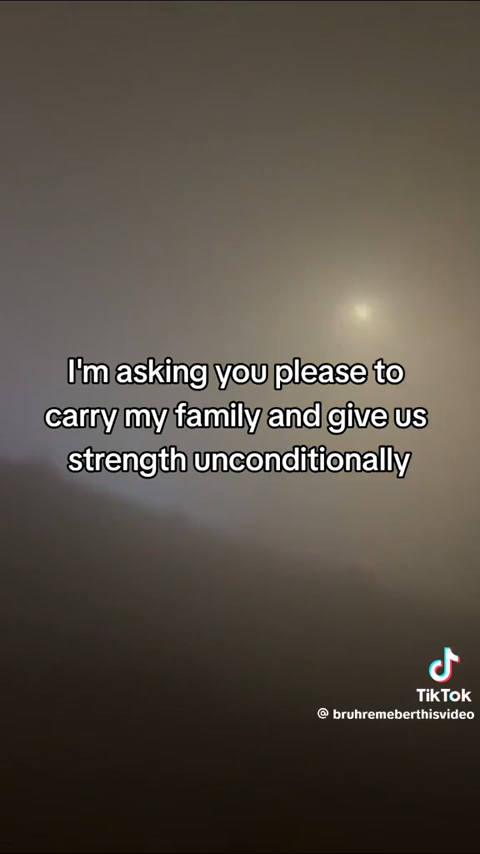 I'm asking you please to
carry my family and give us
strength unconditionally
TikTok
@ bruhremeberthisvideo